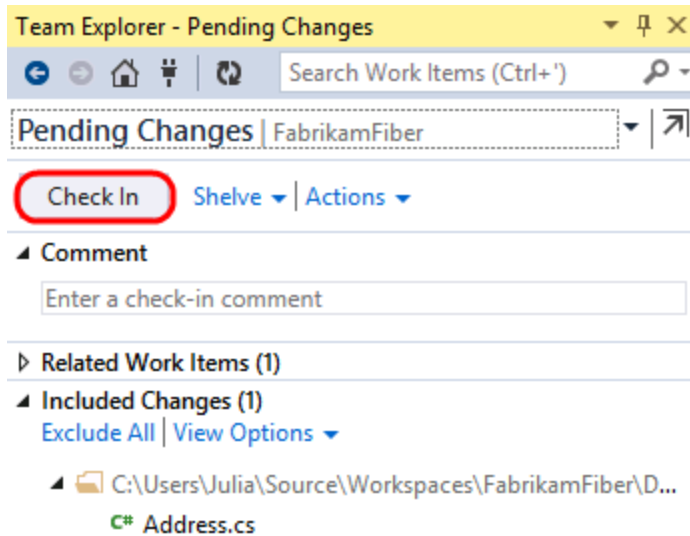 Team Explorer - Pending Changes
Search Work Items (Ctrl+')
Pending Changes | FabrikamFiber
Check In Shelve Actions
Comment
Enter a check-in comment
Related Work Items (1)
Included Changes (1)
Exclude All | View Options
C:\Users\Julia\Source\Workspaces\FabrikamFiber\D...
C# Address.cs